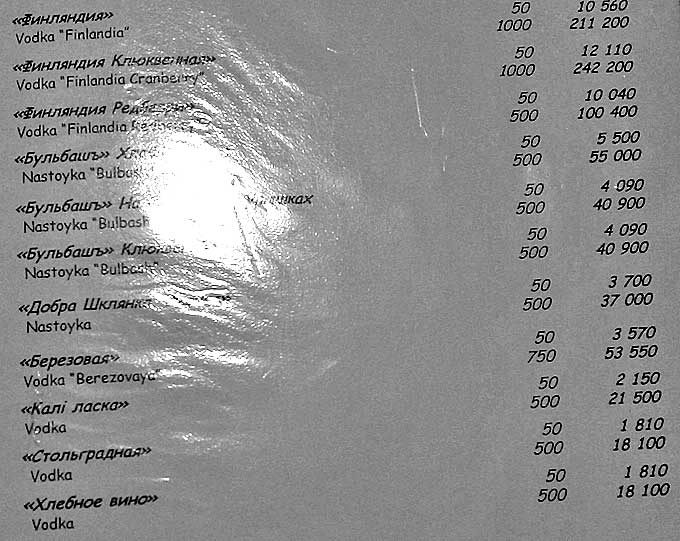 «Финляндия» 50 10 560
Vodka "Finlandia" 1000 211 200
«Финляндия Клюквенная» 50 12 110
Vodka "Finlandia Cranberry" 1000 242 200
«Финляндия Редберри» 50 10 040
Vodka "Finlandia 500 100 400
«Бульбашъ» 50 5 500
Nastoyka "Bulbash 500 55 000
«Бульбашъ» 50 4 090
Nastoyka "Bulbash 500 40 900
«Бульбашъ» 50 4 090
Nastoyka "Bulbash" 500 40 900
«Добра Шклянка 50 3 700
Nastoyka 500 37 000
«Березовая» 50 3 570
Vodka "Berezovaya" 750 53 550
«Калі ласка» 50 2 150
Vodka 500 21 500
«Стольградная» 50 1 810
Vodka 500 18 100
«Хлебное вино» 50 1 810
Vodka 500 18 100